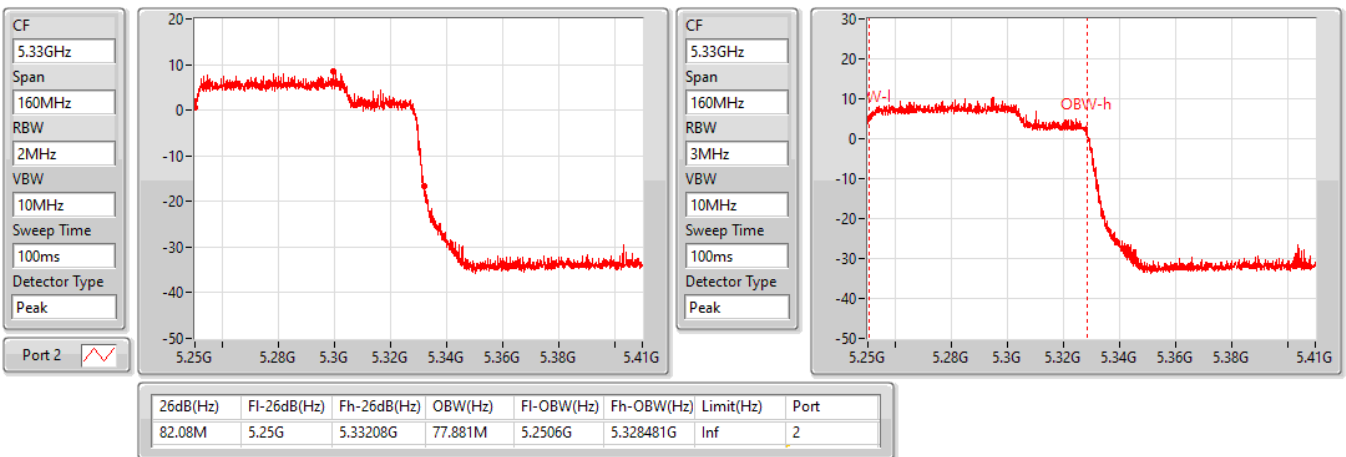 CF
5.33GHz
Span
160MHz
RBW
2MHz
VBW
10MHz
Sweep Time
100ms
Detector Type
Peak
Port 2
20
10
0
-10
-20
-30
-40
-50
5.25G 5.28G 5.3G 5.32G 5.34G 5.36G 5.38G 5.41G
CF
5.33GHz
Span
160MHz
RBW
3MHz
VBW
10MHz
Sweep Time
100ms
Detector Type
Peak
30
20
10
0
-10
-20
-30
-40
-50
W-l
OBW-h
5.25G 5.28G 5.3G 5.32G 5.34G 5.36G 5.38G 5.41G
26dB(Hz) Fl-26dB(Hz) Fh-26dB(Hz) OBW(Hz) Fl-OBW(Hz) Fh-OBW(Hz) Limit(Hz) Port
82.08M 5.25G 5.33208G 77.881M 5.2506G 5.328481G Inf 2